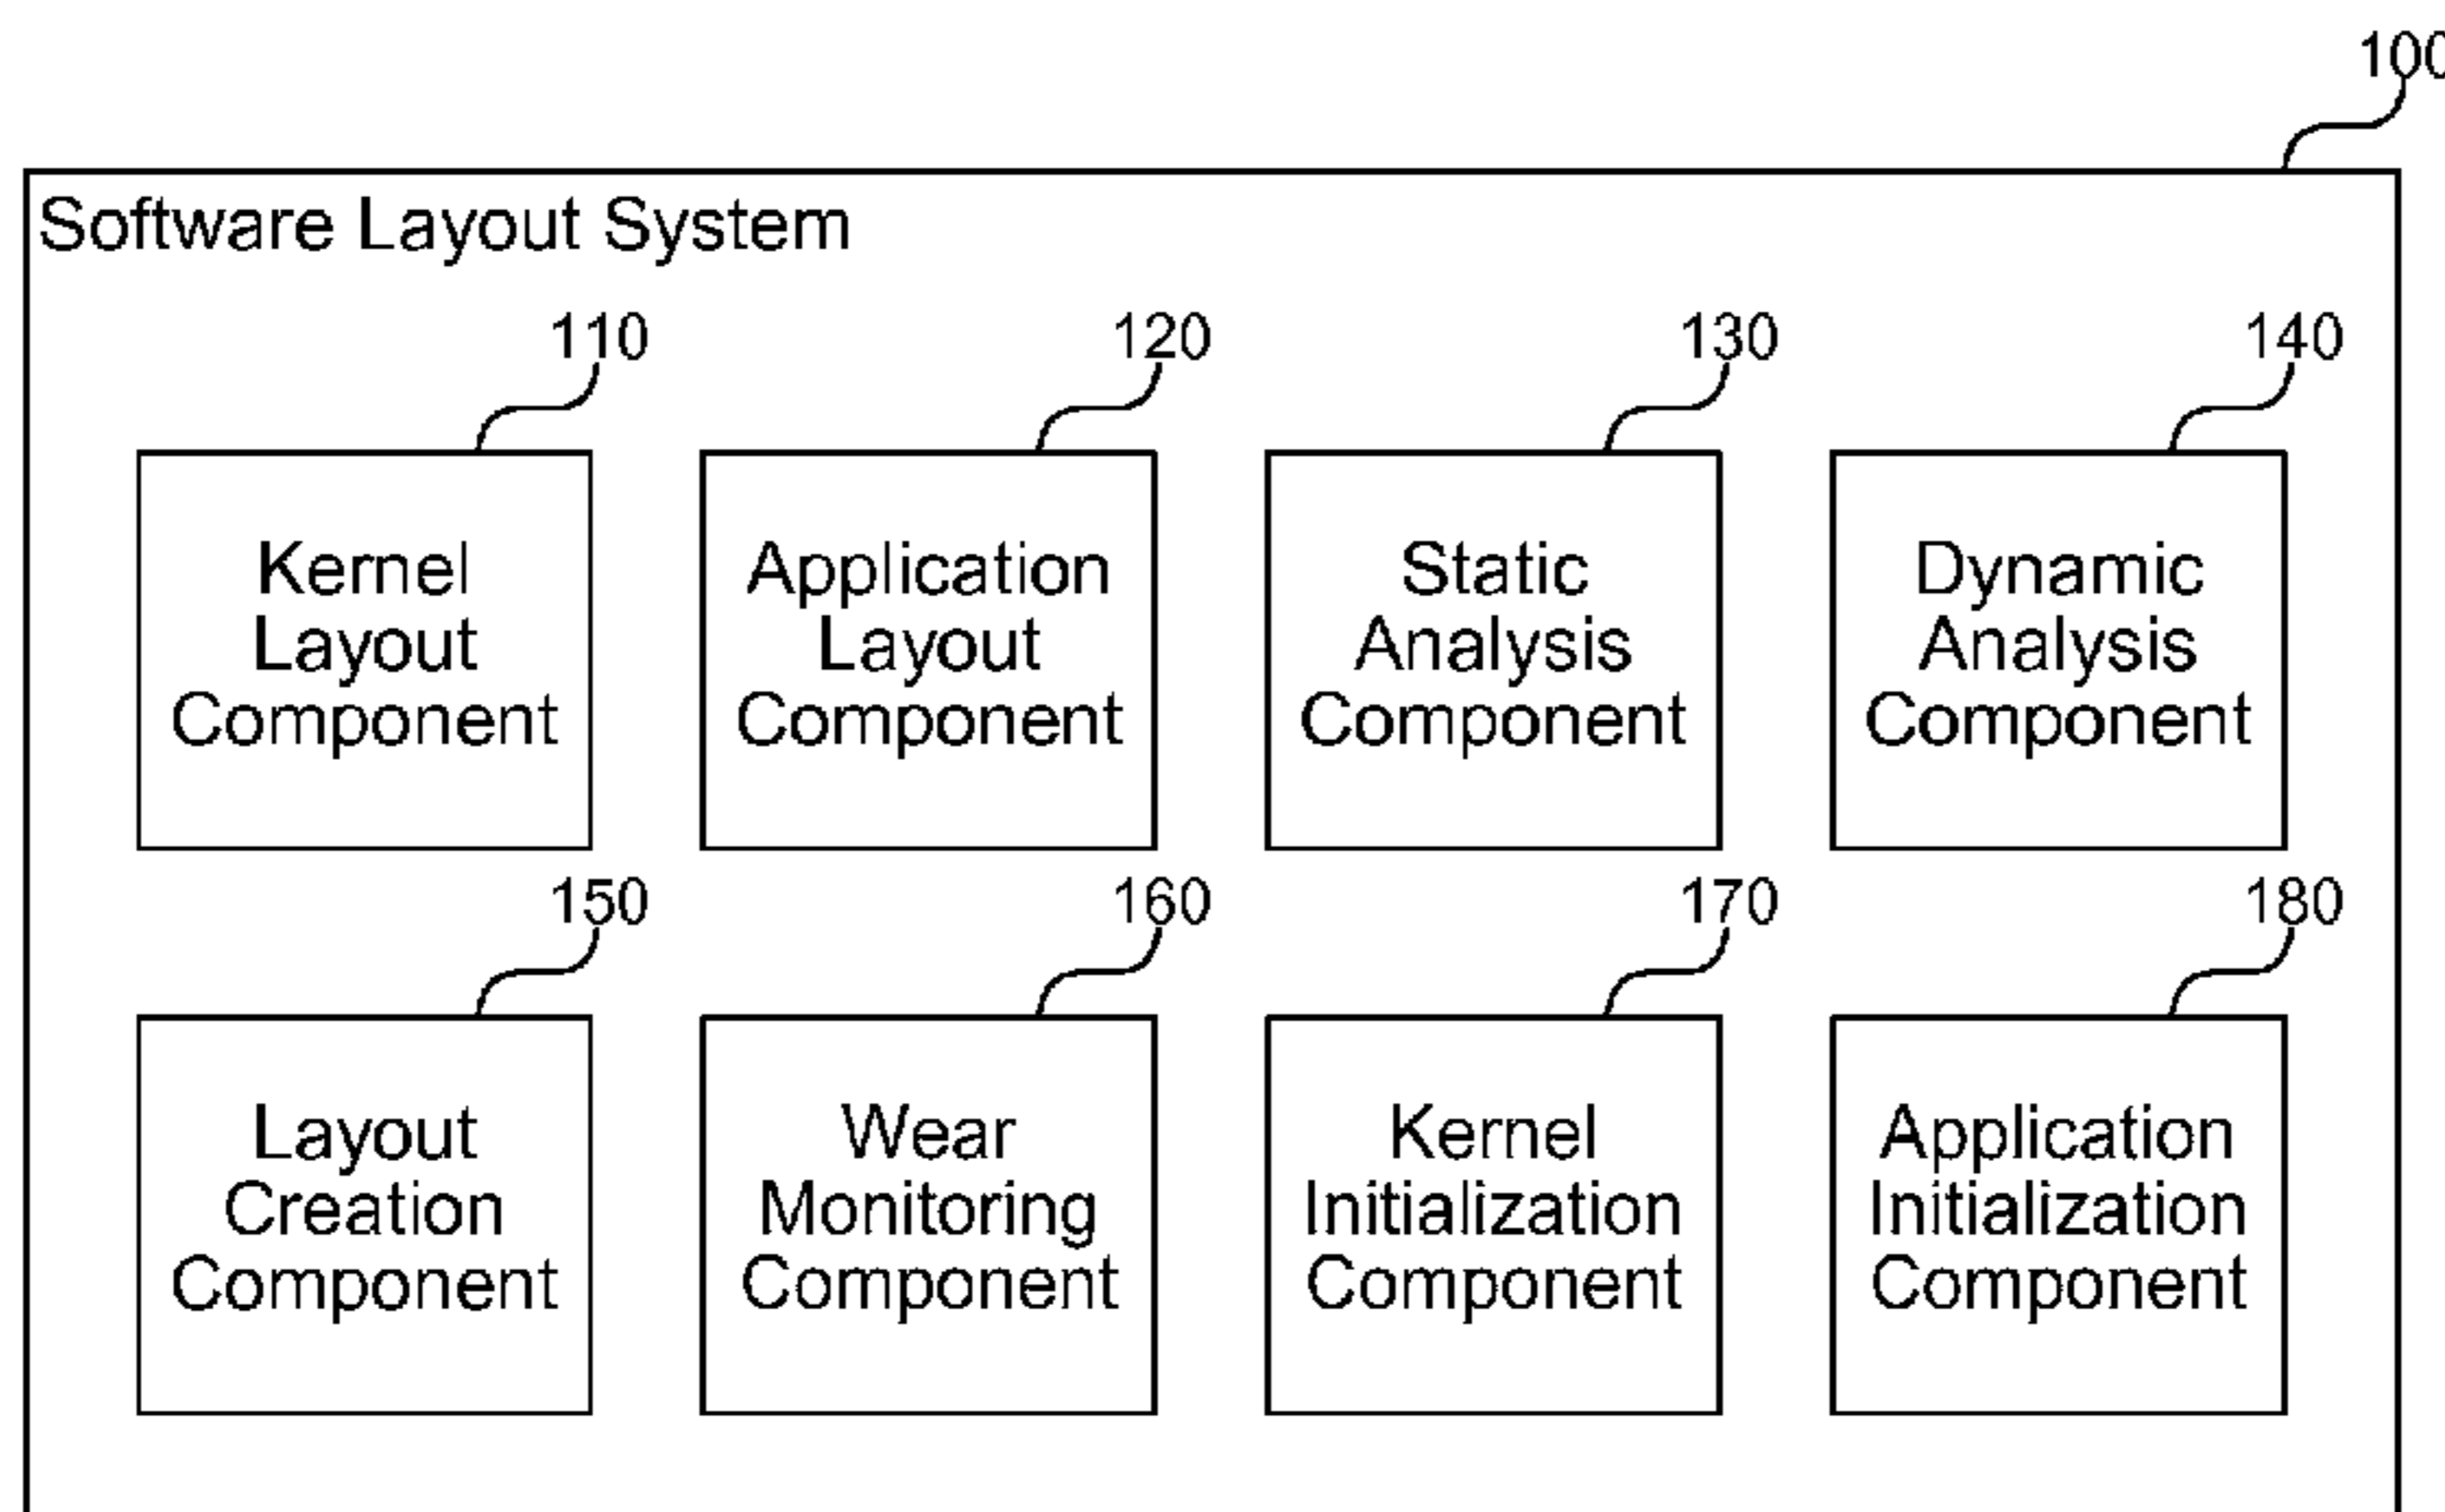 100
Software Layout System
110
120
130
140
Kernel
Layout
Component
Application
Layout
Component
Static
Analysis
Component
Dynamic
Analysis
Component
150
160
170
180
Layout
Creation
Component
Wear
Monitoring
Component
Kernel
Initialization
Component
Application
Initialization
Component